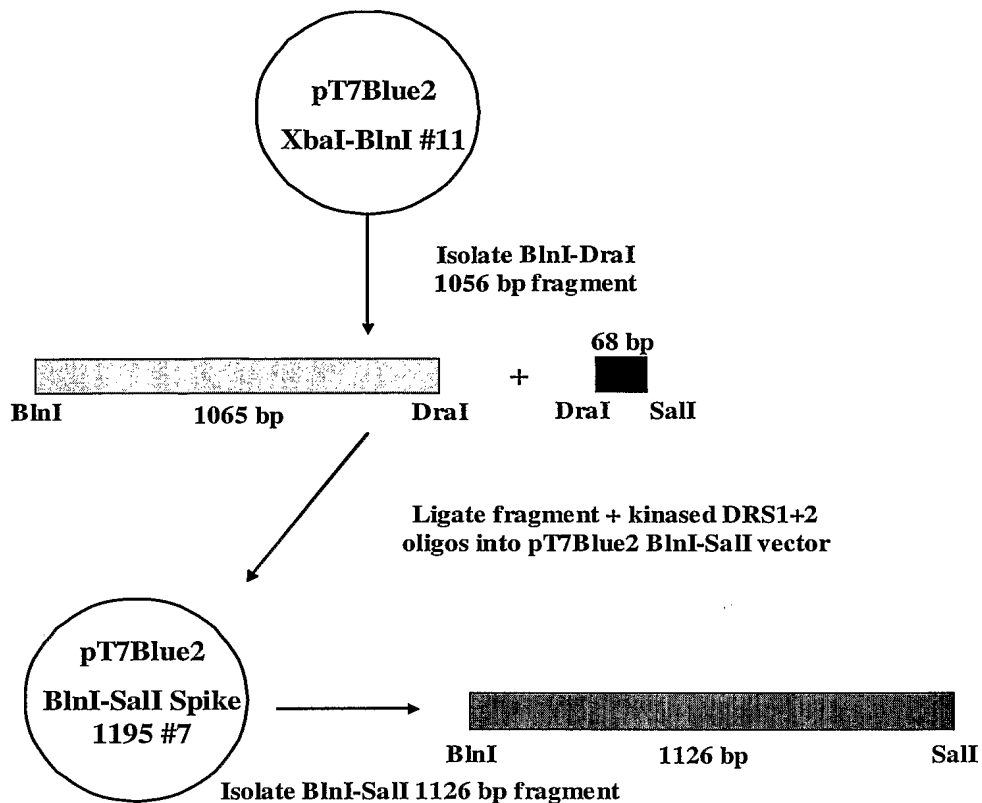 pT7Blue2
XbaI-BlnI #11
Isolate BlnI-DraI
1056 bp fragment
68 bp
+
BlnI
1065 bp
DraI
DraI
SalI
Ligate fragment + kinased DRS1+2
oligos into pT7Blue2 BlnI-SalI vector
pT7Blue2
BlnI-SalI Spike
1195 #7
BlnI
1126 bp
SalI
Isolate BlnI-SalI 1126 bp fragment